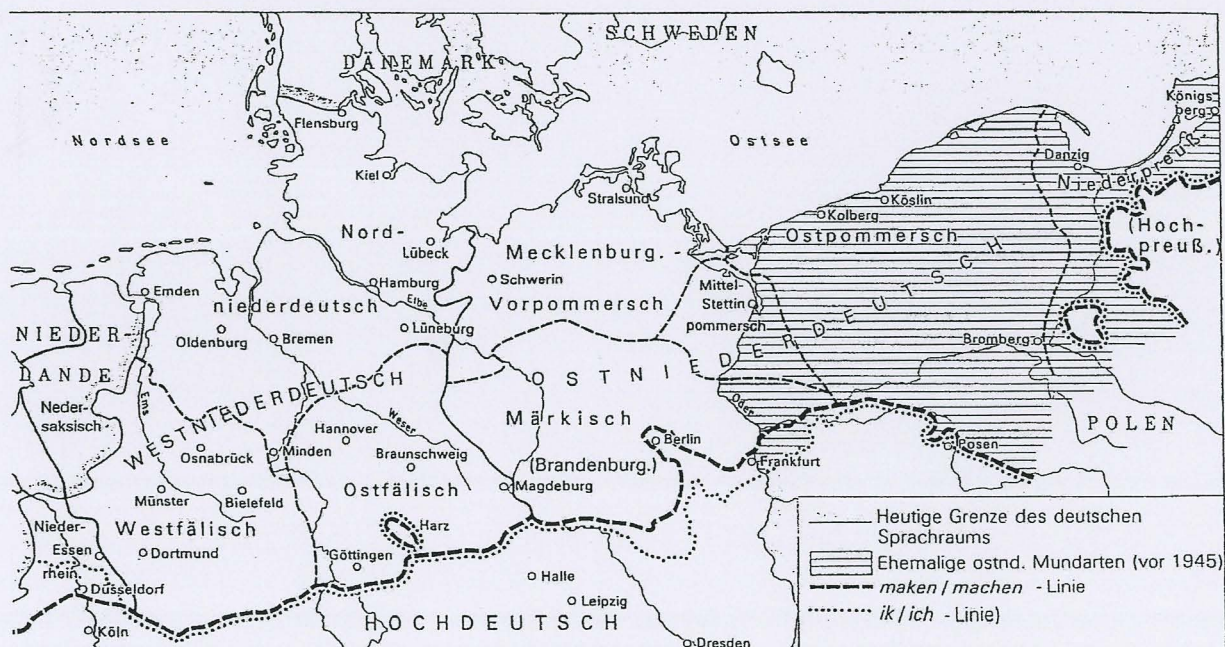 SCHWEDEN
DÄNEMARK
Königs-
berg
Flensburg
Nordsee
Ostsee
Danzig
Niederpreuß.
Kiel
Stralsund
Köslin
Kolberg
(Hoch-
preuß.)
Nord-
niederdeutsch
Lübeck
Mecklenburg.-
Vorpommersch
Ostpommersch
Schwerin
Hamburg
Elbe
Mittel-
pommersch
Stettin
Emden
Lüneburg
NIEDER-
DANDE
Oldenburg
Bremen
Bromberg
OSTNIEDERDEUTSCH
WESTNIEDERDEUTSCH
Ems
Neder-
saksisch
Märkisch
(Brandenburg.)
Oder
Weser
Hannover
POLEN
Osnabrück
Minden
Braunschweig
Berlin
Posen
Frankfurt
Münster
Bielefeld
Ostfälisch
Magdeburg
Nieder-
rhein.
Westfälisch
Harz
Essen
Dortmund
Göttingen
Düsseldorf
Halle
Leipzig
Köln
HOCHDEUTSCH
Dresden
Heutige Grenze des deutschen
Sprachraums
Ehemalige ostnd. Mundarten (vor 1945)
maken / machen - Linie
ik / ich - Linie)